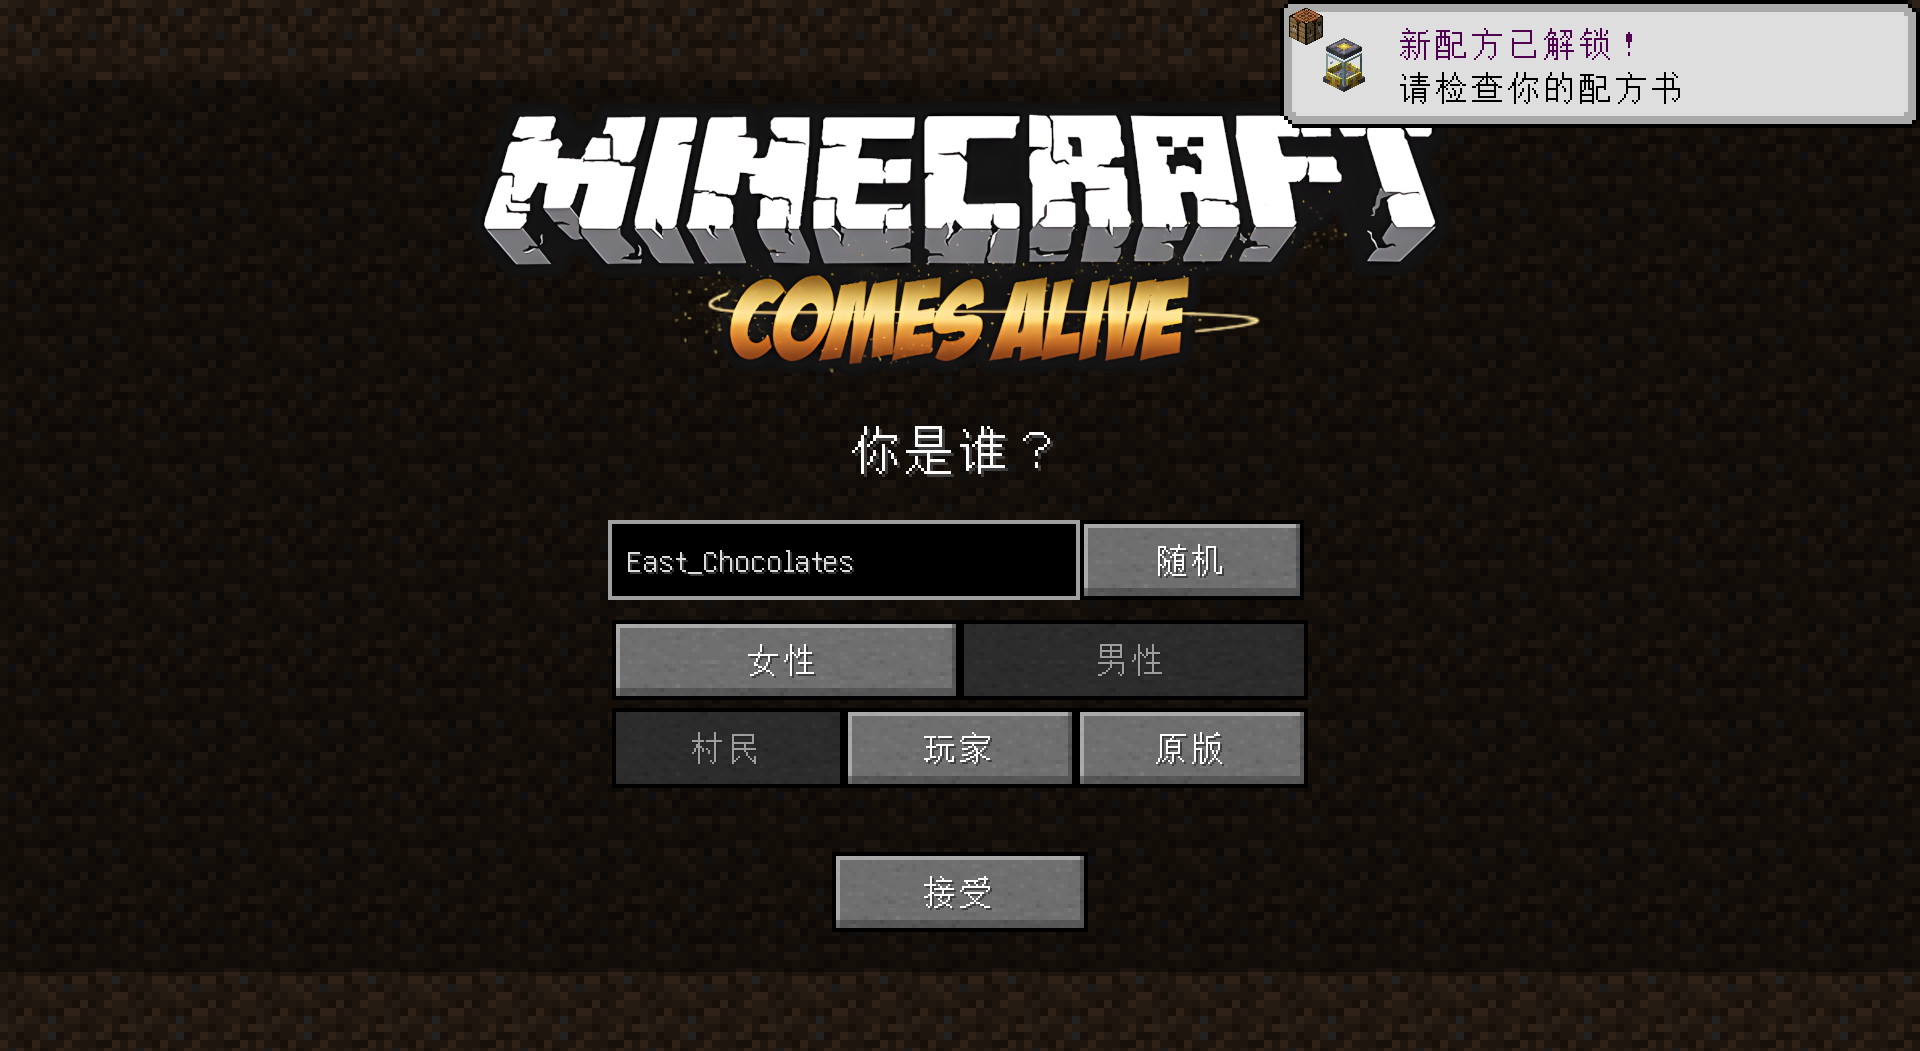 新配方已解锁！
请检查你的配方书
MINECRAFT
COMES ALIVE
你是谁？
East_Chocolates
随机
女性
男性
村民
玩家
原版
接受